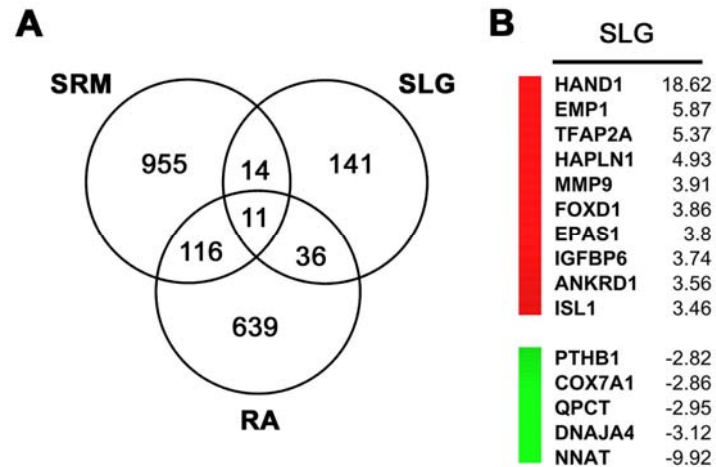 A
SRM
SLG
955
14
141
11
116
36
639
RA
B
SLG
HAND1 18.62
EMP1 5.87
TFAP2A 5.37
HAPLN1 4.93
MMP9 3.91
FOXD1 3.86
EPAS1 3.8
IGFBP6 3.74
ANKRD1 3.56
ISL1 3.46
PTHB1 -2.82
COX7A1 -2.86
QPCT -2.95
DNAJA4 -3.12
NNAT -9.92